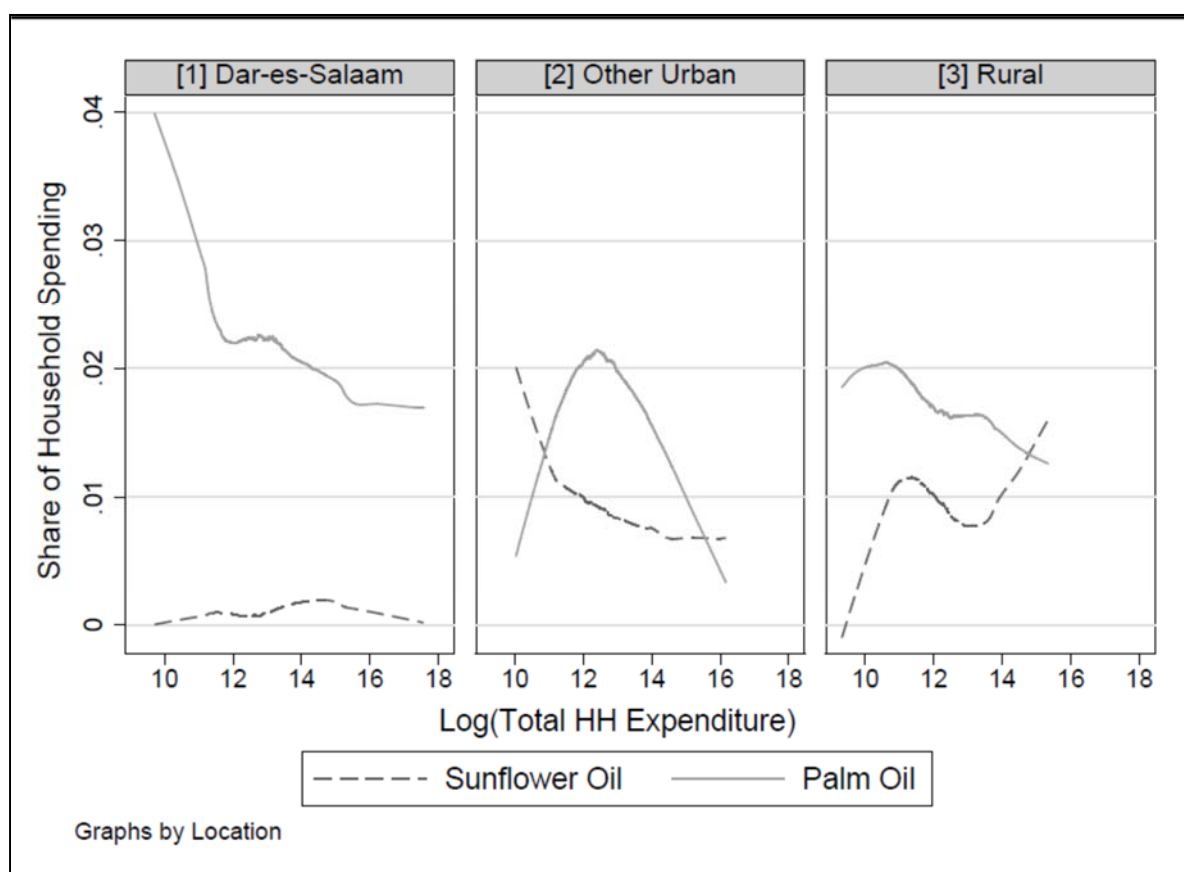 [1] Dar-es-Salaam
[2] Other Urban
[3] Rural
Share of Household Spending
.04
.03
.02
.01
0
10 12 14 16 18
10 12 14 16 18
10 12 14 16 18
Log(Total HH Expenditure)
Sunflower Oil
Palm Oil
Graphs by Location